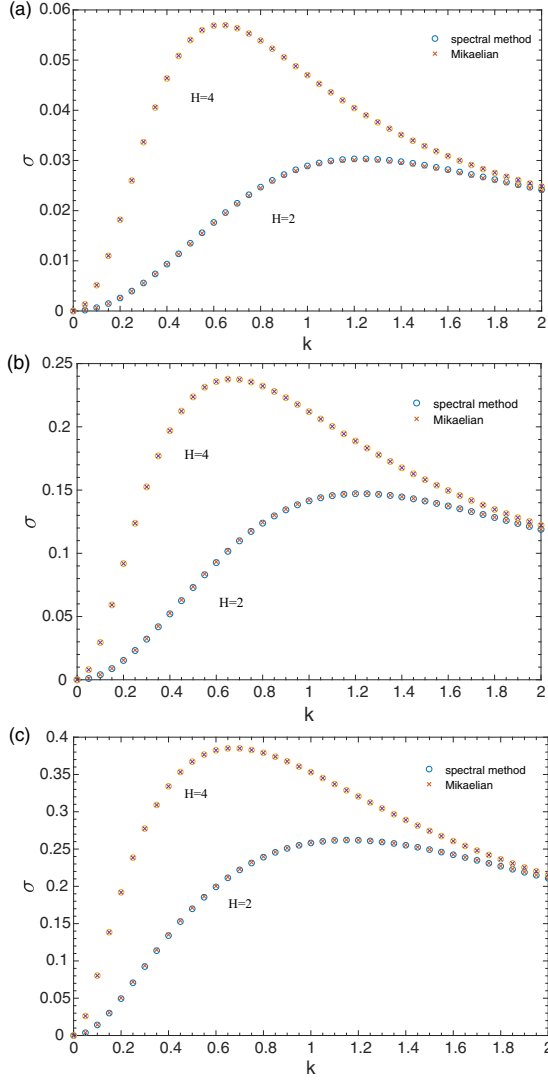 (a)
0.06
0.05
0.04
0.03
0.02
0.01
0
σ
spectral method
Mikaelian
H=4
H=2
0 0.2 0.4 0.6 0.8 1 1.2 1.4 1.6 1.8 2
k
(b)
0.25
0.2
0.15
0.1
0.05
0
σ
spectral method
Mikaelian
H=4
H=2
0 0.2 0.4 0.6 0.8 1 1.2 1.4 1.6 1.8 2
k
(c)
0.4
0.35
0.3
0.25
0.2
0.15
0.1
0.05
0
σ
spectral method
Mikaelian
H=4
H=2
0 0.2 0.4 0.6 0.8 1 1.2 1.4 1.6 1.8 2
k